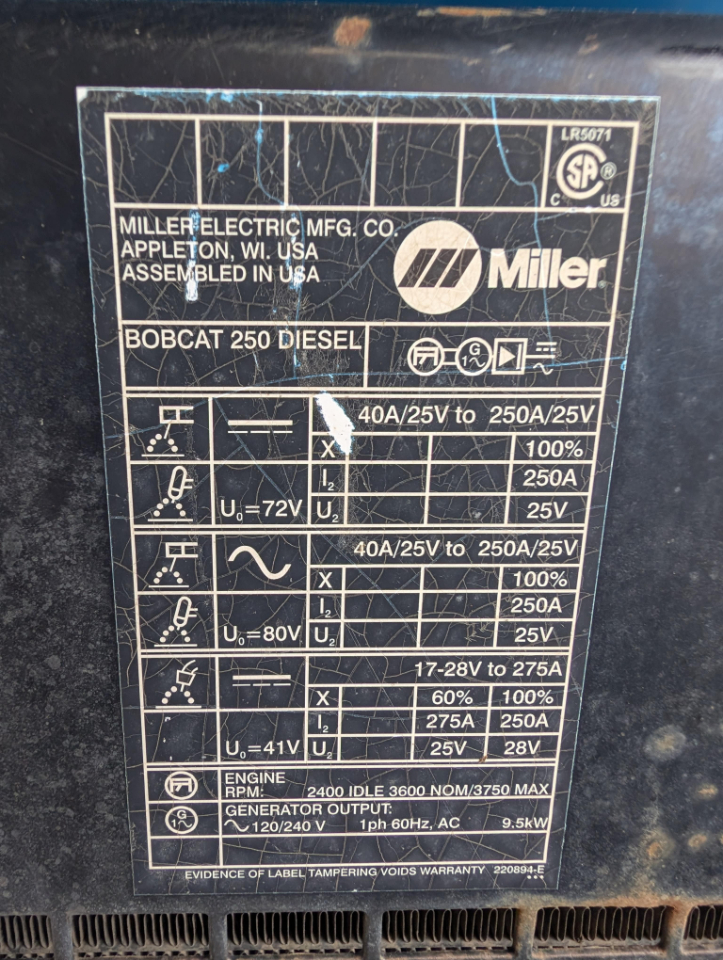 LR5071
CSA®
C US
MILLER ELECTRIC MFG. CO.
APPLETON, WI. USA
ASSEMBLED IN USA
Miller®
BOBCAT 250 DIESEL
G
1∿
40A/25V to 250A/25V
X 100%
I₂ 250A
U₀=72V U₂ 25V
40A/25V to 250A/25V
X 100%
I₂ 250A
U₀=80V U₂ 25V
17-28V to 275A
X 60% 100%
I₂ 275A 250A
U₀=41V U₂ 25V 28V
ENGINE
RPM: 2400 IDLE 3600 NOM/3750 MAX
G
1∿
GENERATOR OUTPUT:
∿ 120/240 V 1ph 60Hz, AC 9.5kW
EVIDENCE OF LABEL TAMPERING VOIDS WARRANTY 220894-E